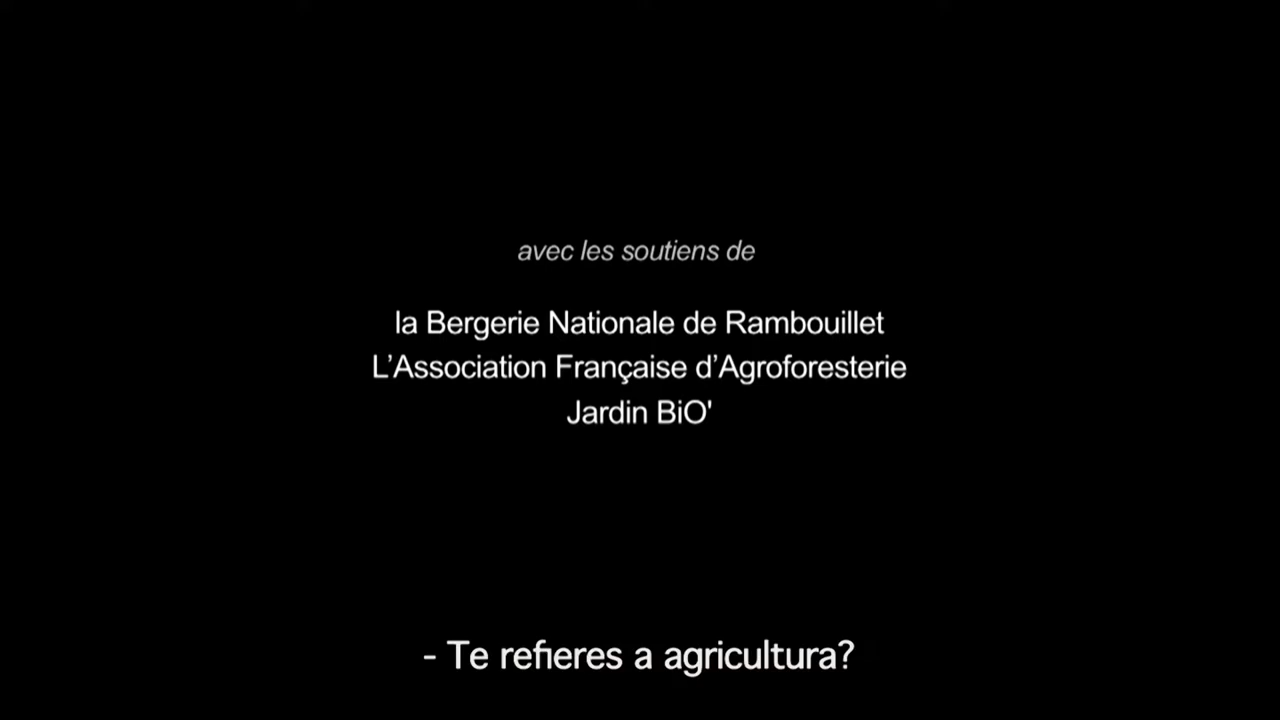 avec les soutiens de
la Bergerie Nationale de Rambouillet
L’Association Française d’Agroforesterie
Jardin BiO'
- Te refieres a agricultura?